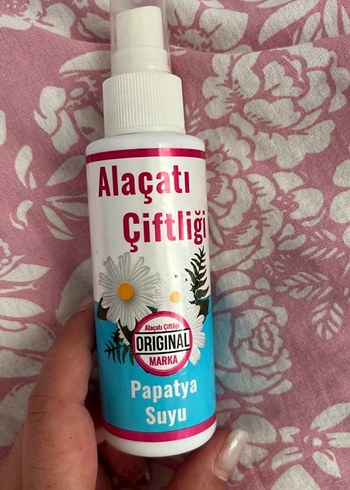 Alaçatı
Çiftliği
Alaçatı Çiftliği
ORIGINAL
MARKA
Papatya
Suyu